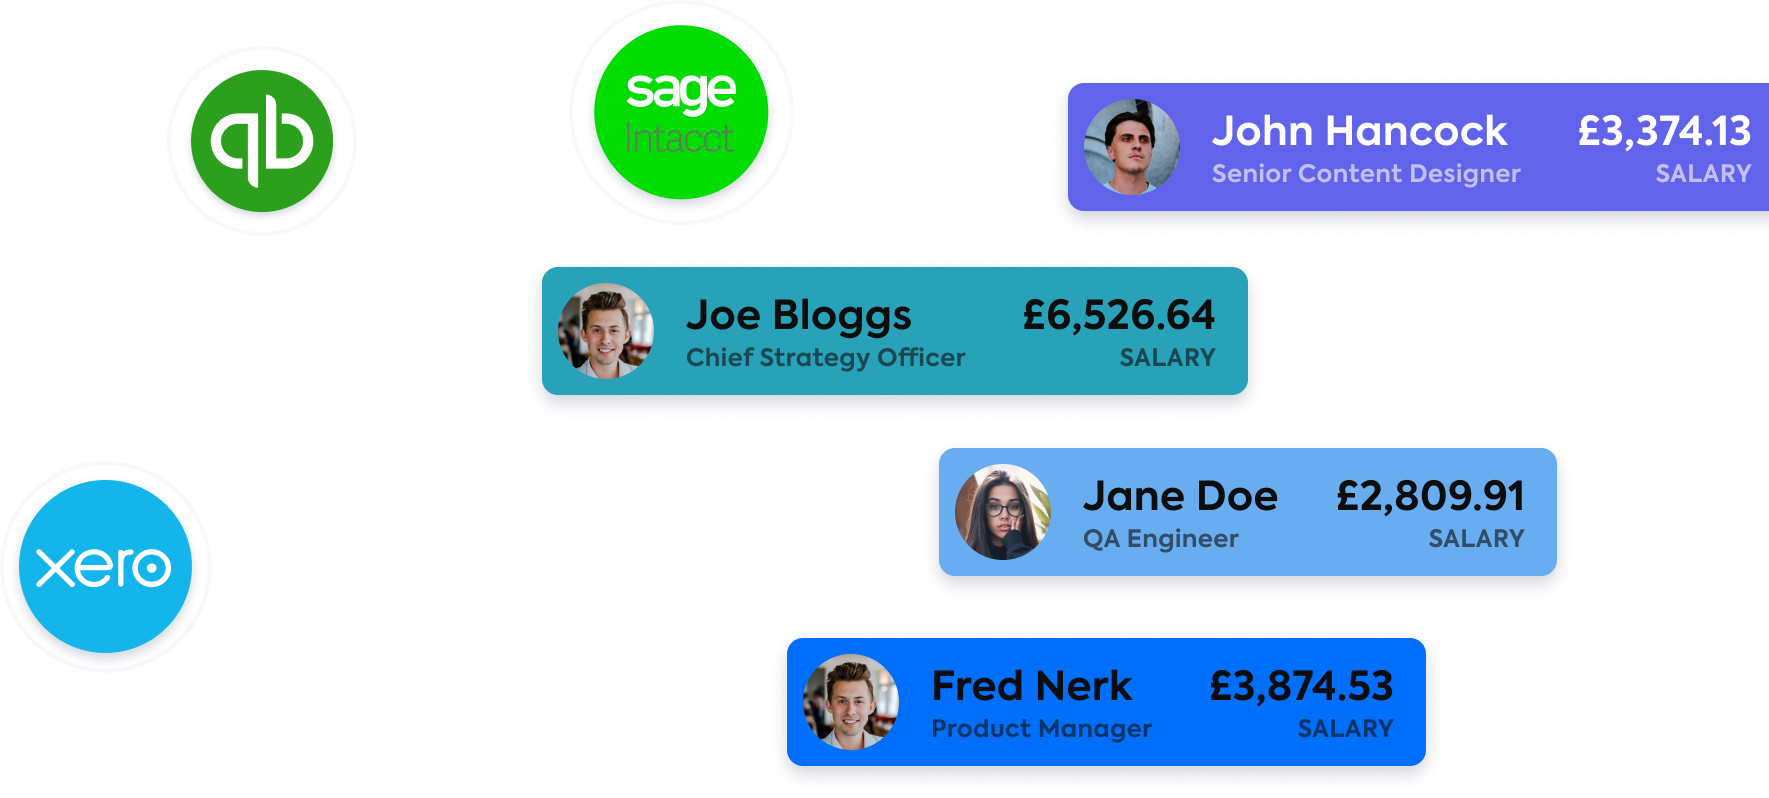 qb
sage
Intacct
John Hancock
£3,374.13
Senior Content Designer
SALARY
Joe Bloggs
£6,526.64
Chief Strategy Officer
SALARY
Jane Doe
£2,809.91
QA Engineer
SALARY
xero
Fred Nerk
£3,874.53
Product Manager
SALARY